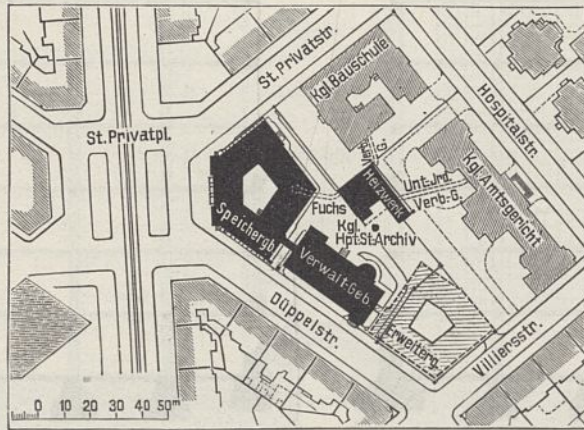 St. Privatstr.
Kgl. Bauschule
Hospitalstr.
St. Privatpl.
Heizwerk
Unt. Jrd.
Verb.-G.
Kgl. Amtsgericht
Fuchs
Kgl.
Hpt. St. Archiv
Speichergb.
Verwalt-Geb
Düppelstr.
Erweiterg.
Villiersstr.
0 10 20 30 40 50m